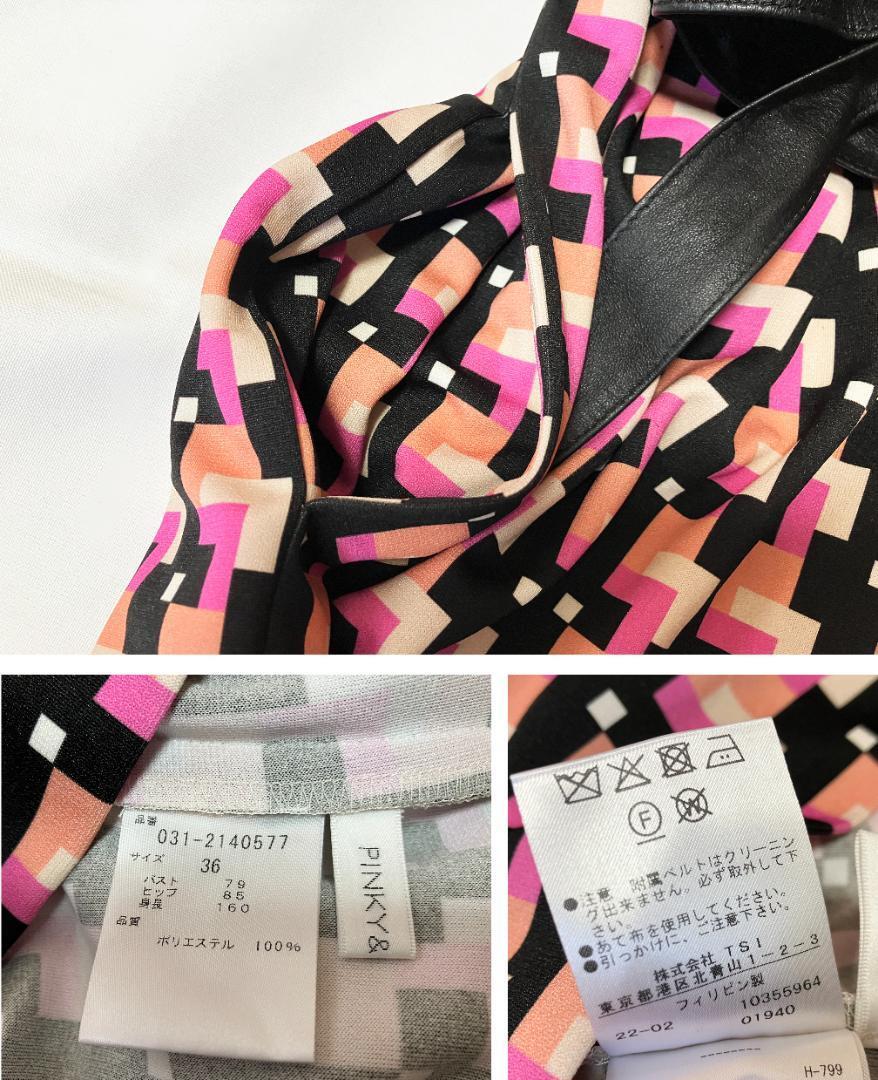 品番
031-2140577
サイズ
36
バスト 79
ヒップ 85
身長 160
品質
ポリエステル 100%
PINKY&
F
W
●注意 附属ベルトはクリーニン
グ出来ません。必ず取外して下
さい。
●あて布を使用してください。
●引っかけに、ご注意下さい。
株式会社 TSI
東京都港区北青山1-2-3
フィリピン製
10355964
22-02 01940
H-799